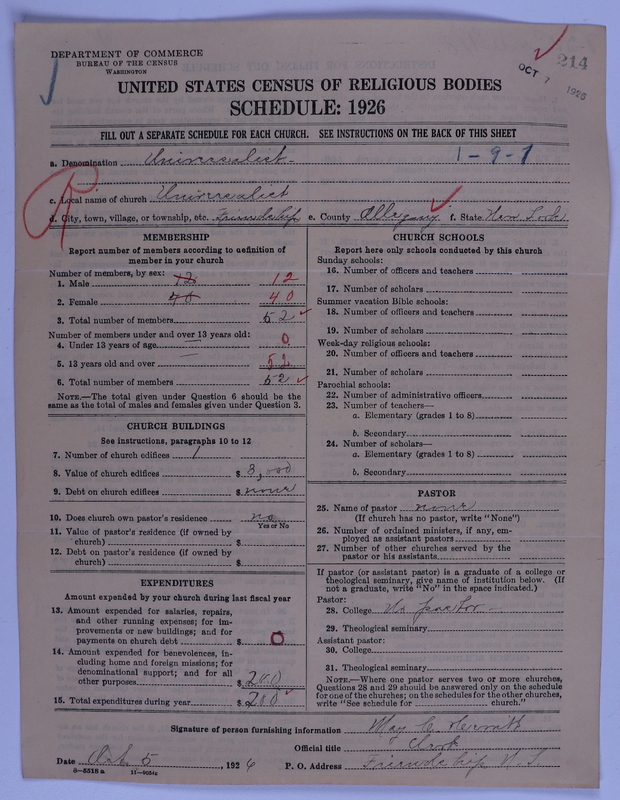 DEPARTMENT OF COMMERCE
BUREAU OF THE CENSUS
WASHINGTON
OCT 7 1926
214
UNITED STATES CENSUS OF RELIGIOUS BODIES
SCHEDULE: 1926
FILL OUT A SEPARATE SCHEDULE FOR EACH CHURCH. SEE INSTRUCTIONS ON THE BACK OF THIS SHEET
a. Denomination Universalist 1-9-1
c. Local name of church Universalist
d. City, town, village, or township, etc. Friendship e. County Allegany f. State New York
MEMBERSHIP
Report number of members according to definition of
member in your church
Number of members, by sex:
1. Male 12 12
2. Female 40 40
3. Total number of members 52
Number of members under and over 13 years old:
4. Under 13 years of age 0
5. 13 years old and over 52
6. Total number of members 52
NOTE.—The total given under Question 6 should be
same as the total of males and females given under Question 3.
CHURCH BUILDINGS
See instructions, paragraphs 10 to 12
7. Number of church edifices 1
8. Value of church edifices $ 3,000
9. Debt on church edifices $ none
10. Does church own pastor's residence no
Yes or No
11. Value of pastor's residence (if owned by
church) $
12. Debt on pastor's residence (if owned by
church) $
EXPENDITURES
Amount expended by church during last fiscal year
13. Amount expended for salaries, repairs,
and other running expenses; for im-
provements or new buildings; and for
payments on church debt $ 0
14. Amount expended for benevolences, in-
cluding home and foreign missions; for
denominational support; and for all
other purposes $ 200
15. Total expenditures during year $ 200
CHURCH SCHOOLS
Report here only schools conducted by this church
Sunday schools:
16. Number of officers and teachers
17. Number of scholars
Summer vacation Bible schools:
18. Number of officers and teachers
19. Number of scholars
Week-day religious schools:
20. Number of officers and teachers
21. Number of scholars
Parochial schools:
22. Number of administrative officers
23. Number of teachers—
a. Elementary (grades 1 to 8)
b. Secondary
24. Number of scholars—
a. Elementary (grades 1 to 8)
b. Secondary
PASTOR
25. Name of pastor none
(If church has no pastor, write "None")
26. Number of ordained ministers, if any, em-
ployed as assistant pastors
27. Number of other churches served by the
pastor or his assistants
If pastor (or assistant pastor) is a graduate of a college or
theological seminary, give name of institution below. (If
not a graduate, write "No" in the space indicated.)
Pastor:
28. College No pastor
29. Theological seminary
Assistant pastor:
30. College
31. Theological seminary
NOTE.—Where one pastor serves two or more churches,
Questions 28 and 29 should be answered only on the schedule
for one of the churches; on the schedules for the other churches,
write "See schedule for church."
Signature of person furnishing information May C.
Official title Clerk
Date Oct 5, 1926 P. O. Address Friendship N. Y.
8—5518 a 11—9204a